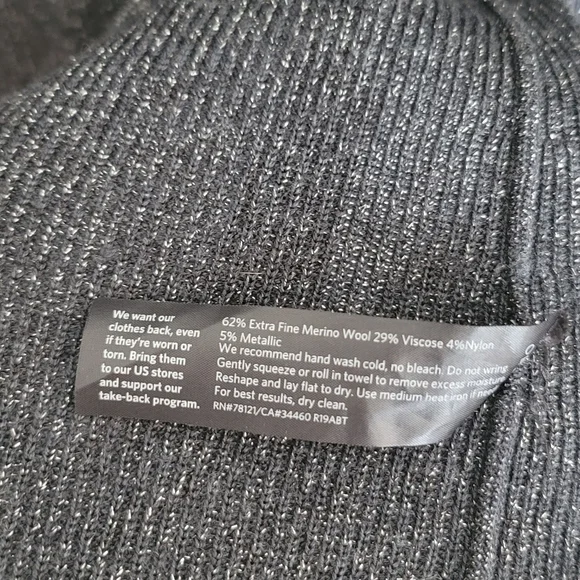 We want our
clothes back, even
if they're worn or
torn. Bring them
to our US stores
and support our
take-back program.
62% Extra Fine Merino Wool 29% Viscose 4%Nylon
5% Metallic
We recommend hand wash cold, no bleach. Do not wring
Gently squeeze or roll in towel to remove excess moisture
Reshape and lay flat to dry. Use medium heat iron if need
For best results, dry clean.
RN#78121/CA#34460 R19ABT